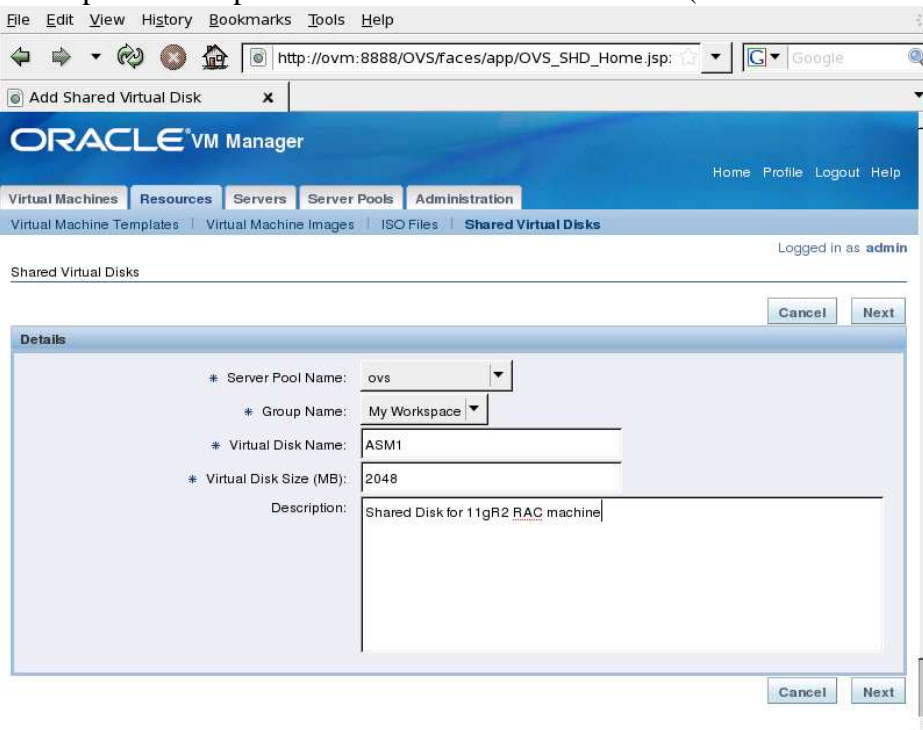 File Edit View History Bookmarks Tools Help
http://ovm:8888/OVS/faces/app/OVS_SHD_Home.jsp: G Google
Add Shared Virtual Disk x
ORACLE VM Manager
Home Profile Logout Help
Virtual Machines Resources Servers Server Pools Administration
Virtual Machine Templates | Virtual Machine Images | ISO Files | Shared Virtual Disks
Logged in as admin
Shared Virtual Disks
Cancel Next
Details
* Server Pool Name: ovs
* Group Name: My Workspace
* Virtual Disk Name: ASM1
* Virtual Disk Size (MB): 2048
Description: Shared Disk for 11gR2 RAC machine
Cancel Next